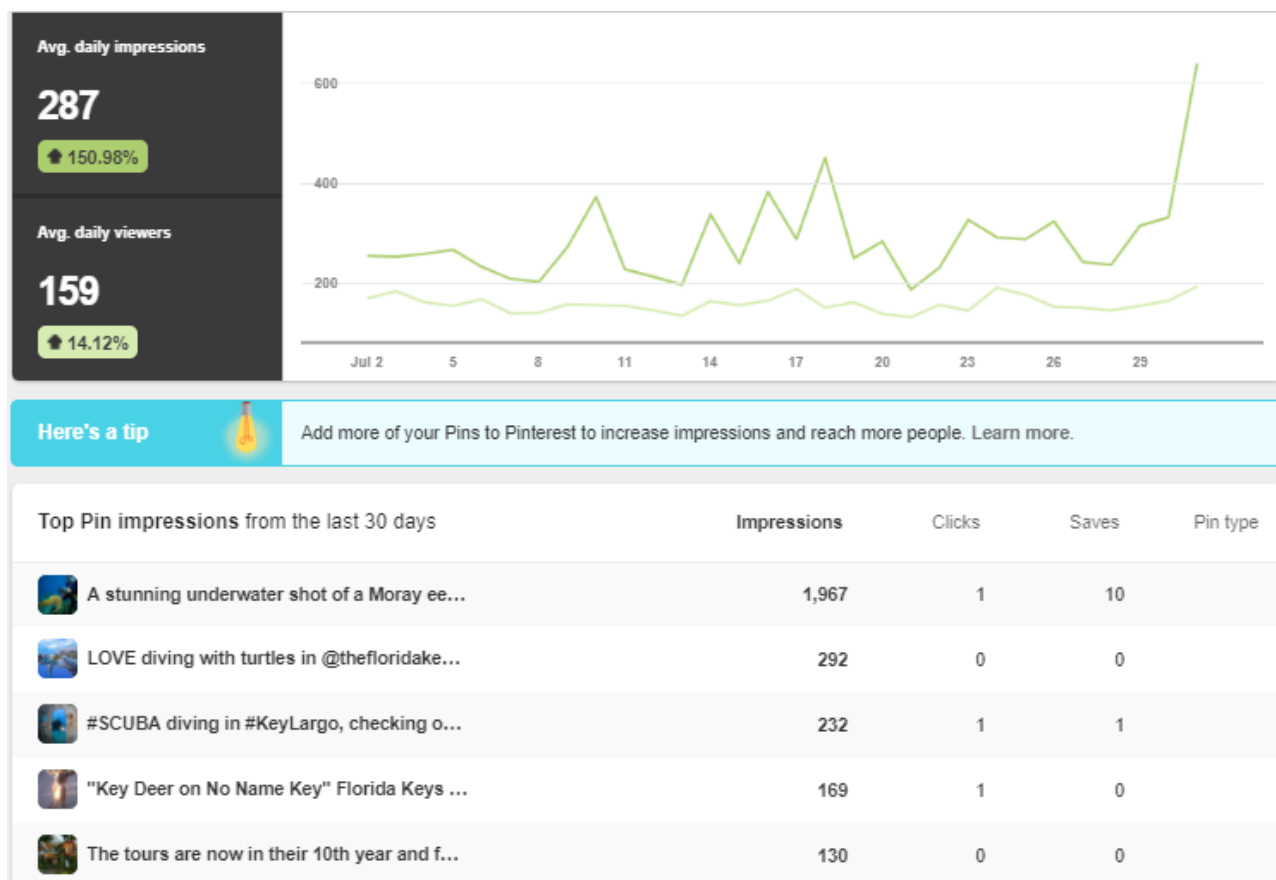 Avg. daily impressions
287
150.98%
Avg. daily viewers
159
14.12%
600
400
200
Jul 2 5 8 11 14 17 20 23 26 29
Here's a tip
Add more of your Pins to Pinterest to increase impressions and reach more people. Learn more.
Top Pin impressions from the last 30 days Impressions Clicks Saves Pin type
A stunning underwater shot of a Moray ee... 1,967 1 10
LOVE diving with turtles in @thefloridake... 292 0 0
#SCUBA diving in #KeyLargo, checking o... 232 1 1
"Key Deer on No Name Key" Florida Keys ... 169 1 0
The tours are now in their 10th year and f... 130 0 0